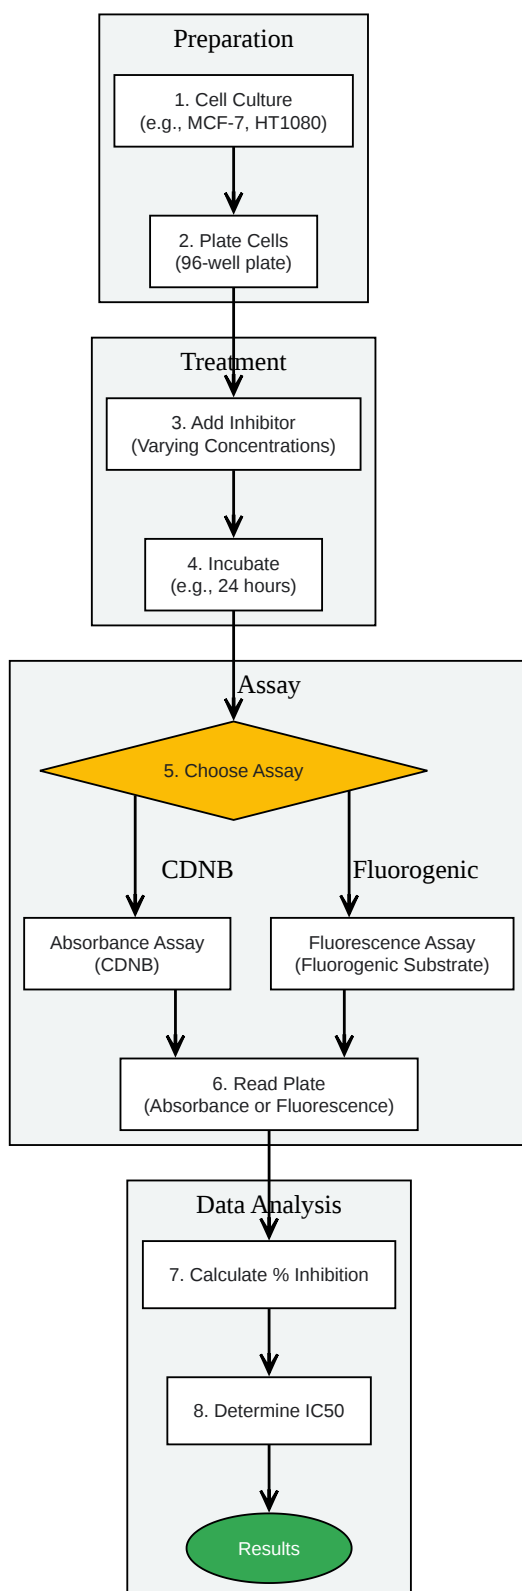 Preparation
1. Cell Culture
(e.g., MCF-7, HT1080)
2. Plate Cells
(96-well plate)
Treatment
3. Add Inhibitor
(Varying Concentrations)
4. Incubate
(e.g., 24 hours)
Assay
5. Choose Assay
CDNB
Fluorogenic
Absorbance Assay
(CDNB)
Fluorescence Assay
(Fluorogenic Substrate)
6. Read Plate
(Absorbance or Fluorescence)
Data Analysis
7. Calculate % Inhibition
8. Determine IC50
Results